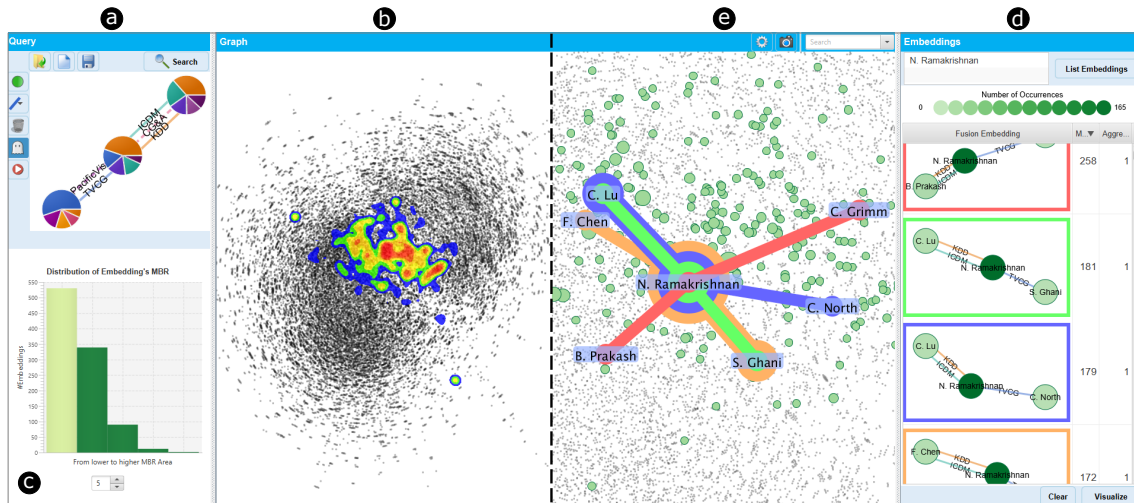 a
b
e
d
Query
Graph
Search
Embeddings
Search
ICDM
CG&A
KDD
PacificVis
TVCG
N. Ramakrishnan
List Embeddings
Number of Occurrences
0
165
Fusion Embedding
M..▼
Aggre...
N. Ramakrishnan
TVCG
KDD
ICDM
B. Prakash
258
1
C. Lu
KDD
ICDM
N. Ramakrishnan
TVCG
S. Ghani
181
1
C. Lu
KDD
ICDM
N. Ramakrishnan
TVCG
C. North
179
1
F. Chen
KDD
ICDM
N. Ramakrishnan
172
1
Clear
Visualize
C. Lu
F. Chen
C. Grimm
N. Ramakrishnan
C. North
B. Prakash
S. Ghani
Distribution of Embedding's MBR
550
500
450
400
350
300
250
200
150
100
50
0
#Embeddings
From lower to higher MBR Area
5
c